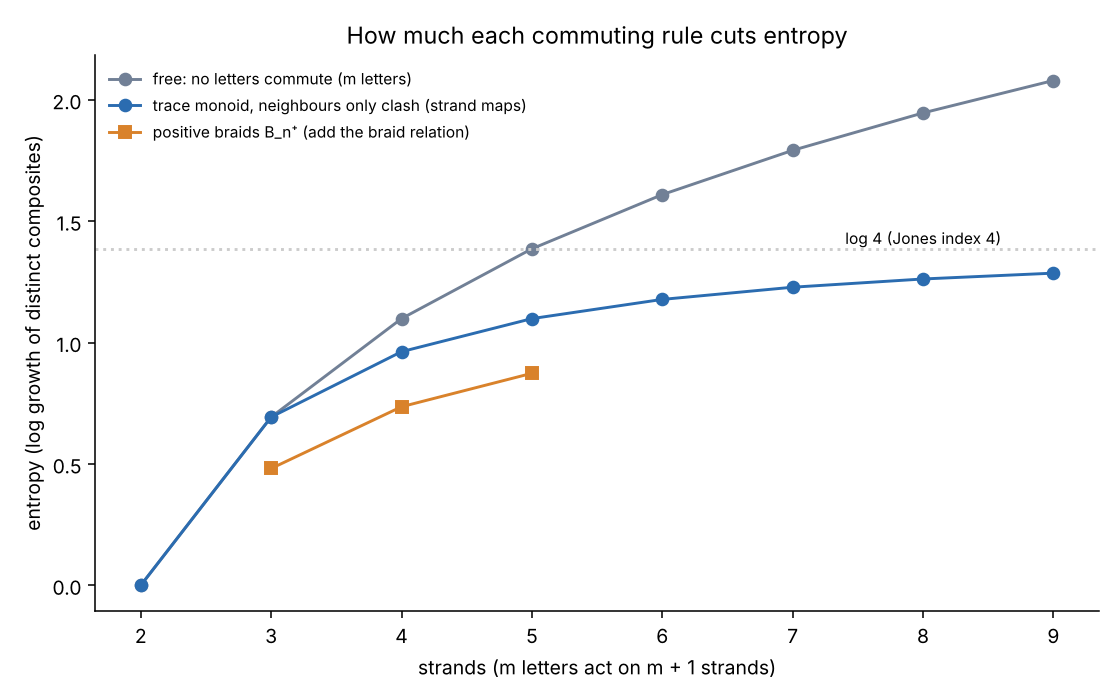 How much each commuting rule cuts entropy
free: no letters commute (m letters)
trace monoid, neighbours only clash (strand maps)
positive braids B_n⁺ (add the braid relation)
log 4 (Jones index 4)
entropy (log growth of distinct composites)
2.0
1.5
1.0
0.5
0.0
2 3 4 5 6 7 8 9
strands (m letters act on m + 1 strands)